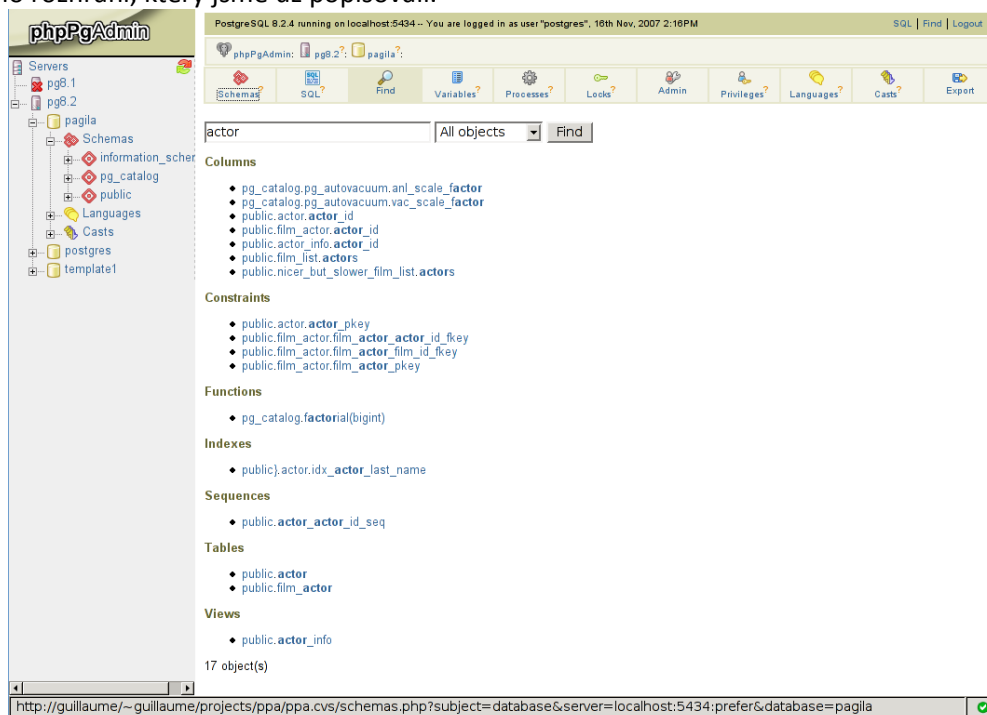 ho rozhraní, který jsme už popisovali.
phpPgAdmin
PostgreSQL 8.2.4 running on localhost:5434 -- You are logged in as user "postgres", 16th Nov, 2007 2:16PM
SQL | Find | Logout
phpPgAdmin: pg8.2?: pagila?:
Schemas? SQL? Find Variables? Processes? Locks? Admin Privileges? Languages? Casts? Export
Servers
pg8.1
pg8.2
pagila
Schemas
information_scher
pg_catalog
public
Languages
Casts
postgres
template1
actor All objects Find
Columns
pg_catalog.pg_autovacuum.anl_scale_factor
pg_catalog.pg_autovacuum.vac_scale_factor
public.actor.actor_id
public.film_actor.actor_id
public.actor_info.actor_id
public.film_list.actors
public.nicer_but_slower_film_list.actors
Constraints
public.actor.actor_pkey
public.film_actor.film_actor_actor_id_fkey
public.film_actor.film_actor_film_id_fkey
public.film_actor.film_actor_pkey
Functions
pg_catalog.factorial(bigint)
Indexes
public}.actor.idx_actor_last_name
Sequences
public.actor_actor_id_seq
Tables
public.actor
public.film_actor
Views
public.actor_info
17 object(s)
http://guillaume/~guillaume/projects/ppa/ppa.cvs/schemas.php?subject=database&server=localhost:5434:prefer&database=pagila